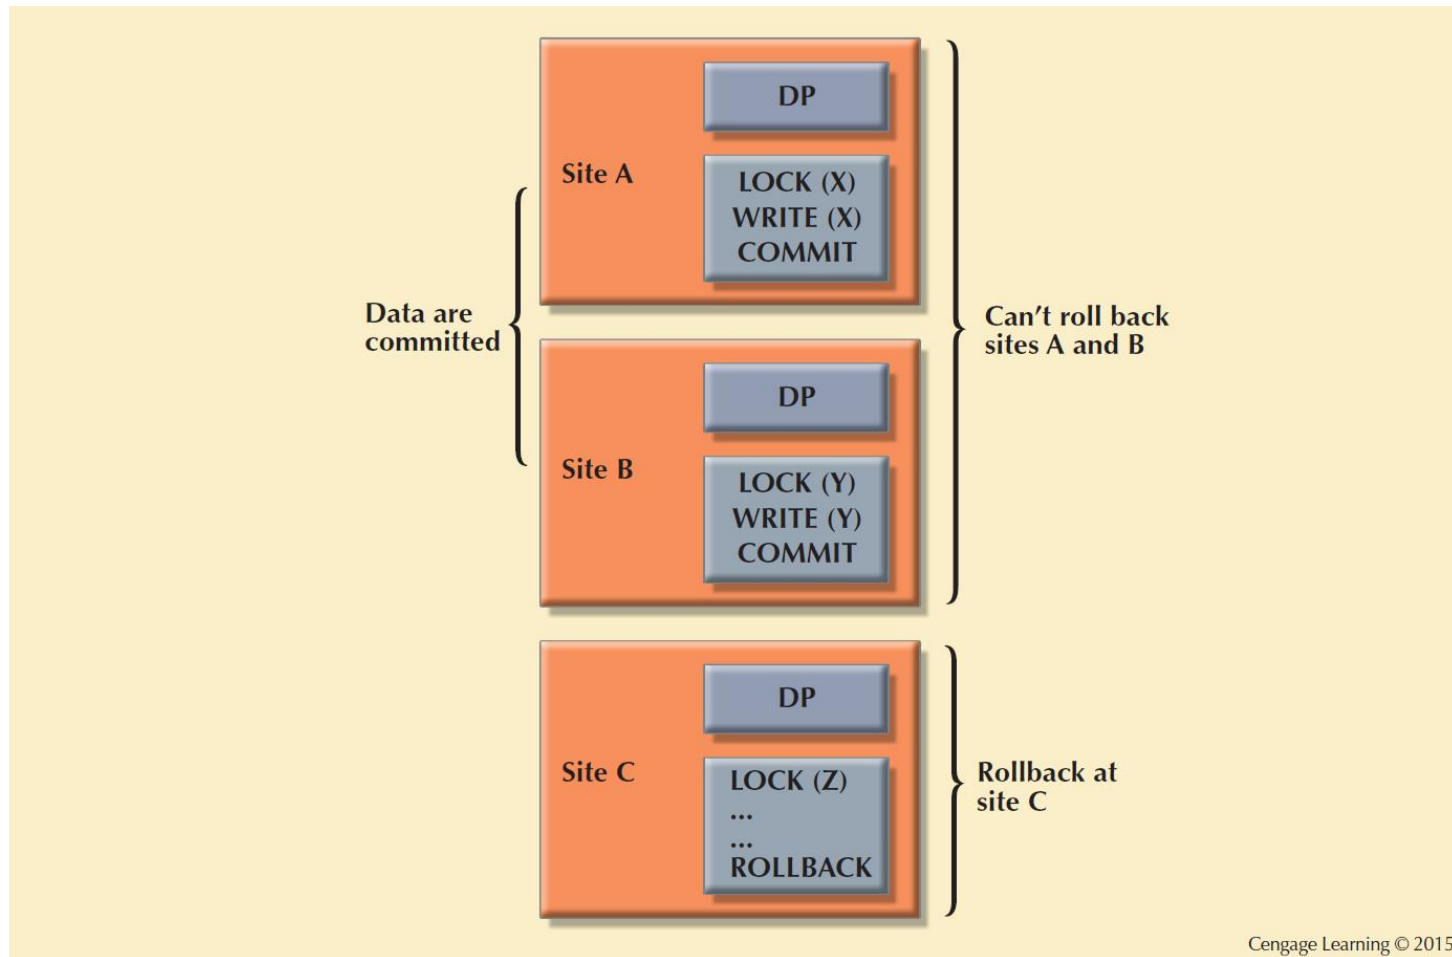 DP
Site A
LOCK (X)
WRITE (X)
COMMIT
Data are
committed
Can't roll back
sites A and B
DP
Site B
LOCK (Y)
WRITE (Y)
COMMIT
DP
Site C
LOCK (Z)
...
...
ROLLBACK
Rollback at
site C
Cengage Learning © 2015